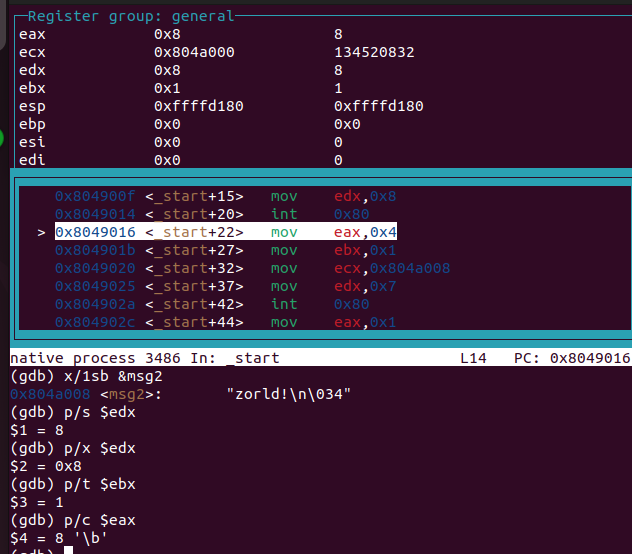 Register group: general
eax 0x8 8
ecx 0x804a000 134520832
edx 0x8 8
ebx 0x1 1
esp 0xffffd180 0xffffd180
ebp 0x0 0x0
esi 0x0 0
edi 0x0 0
0x804900f <_start+15> mov edx,0x8
0x8049014 <_start+20> int 0x80
> 0x8049016 <_start+22> mov eax,0x4
0x804901b <_start+27> mov ebx,0x1
0x8049020 <_start+32> mov ecx,0x804a008
0x8049025 <_start+37> mov edx,0x7
0x804902a <_start+42> int 0x80
0x804902c <_start+44> mov eax,0x1
native process 3486 In: _start L14 PC: 0x8049016
(gdb) x/1sb &msg2
0x804a008 <msg2>: "zorld!\n\034"
(gdb) p/s $edx
$1 = 8
(gdb) p/x $edx
$2 = 0x8
(gdb) p/t $ebx
$3 = 1
(gdb) p/c $eax
$4 = 8 '\b'
(gdb)